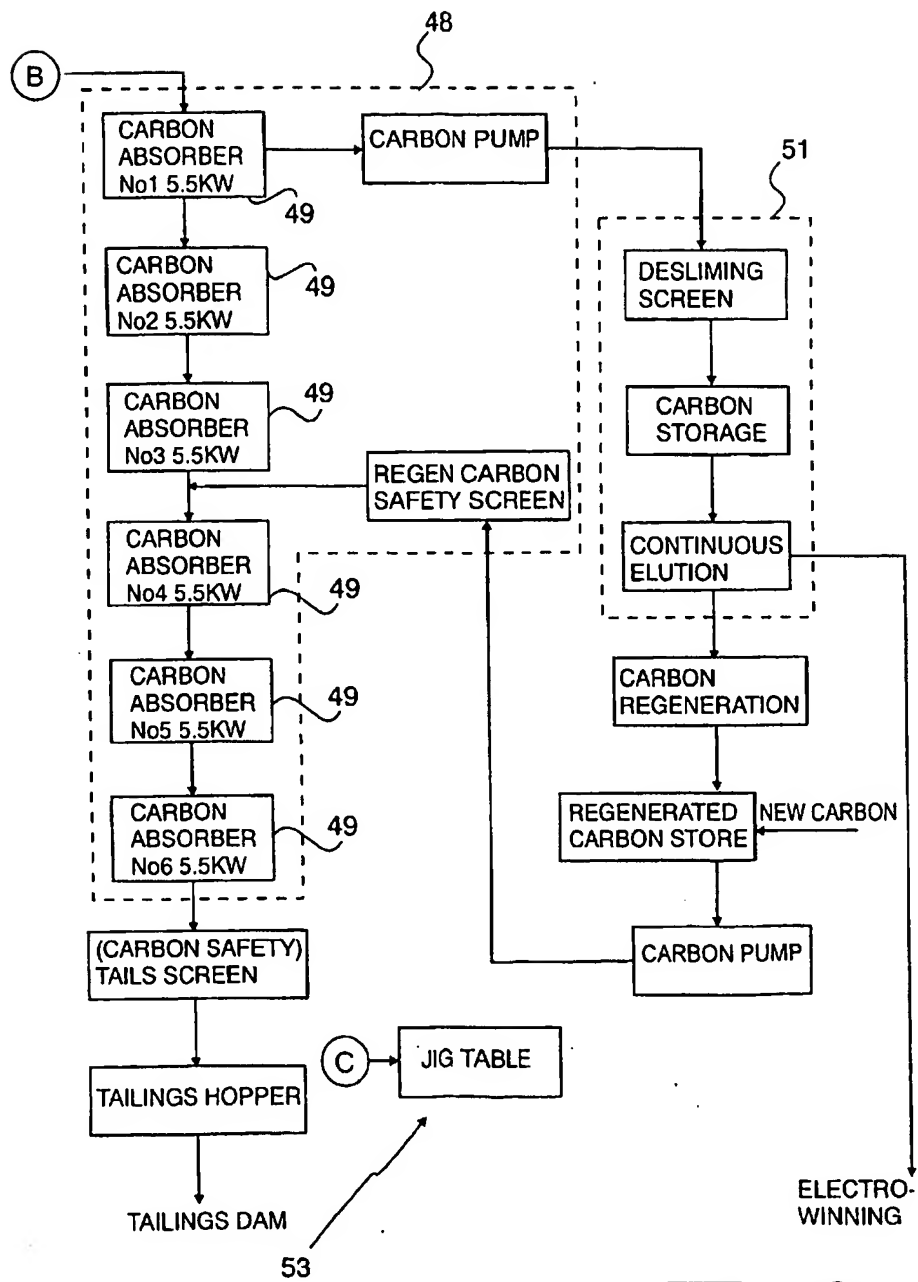 48
B
CARBON
ABSORBER
No1 5.5KW
49
CARBON PUMP
51
CARBON
ABSORBER
No2 5.5KW
49
DESLIMING
SCREEN
CARBON
ABSORBER
No3 5.5KW
49
CARBON
STORAGE
REGEN CARBON
SAFETY SCREEN
CARBON
ABSORBER
No4 5.5KW
49
CONTINUOUS
ELUTION
CARBON
ABSORBER
No5 5.5KW
49
CARBON
REGENERATION
CARBON
ABSORBER
No6 5.5KW
49
REGENERATED
CARBON STORE
NEW CARBON
(CARBON SAFETY)
TAILS SCREEN
CARBON PUMP
C
JIG TABLE
TAILINGS HOPPER
TAILINGS DAM
53
ELECTRO-
WINNING